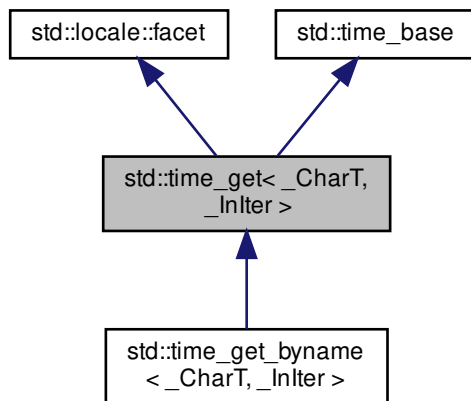 std::locale::facet
std::time_base
std::time_get< _CharT,
_InIter >
std::time_get_byname
< _CharT, _InIter >